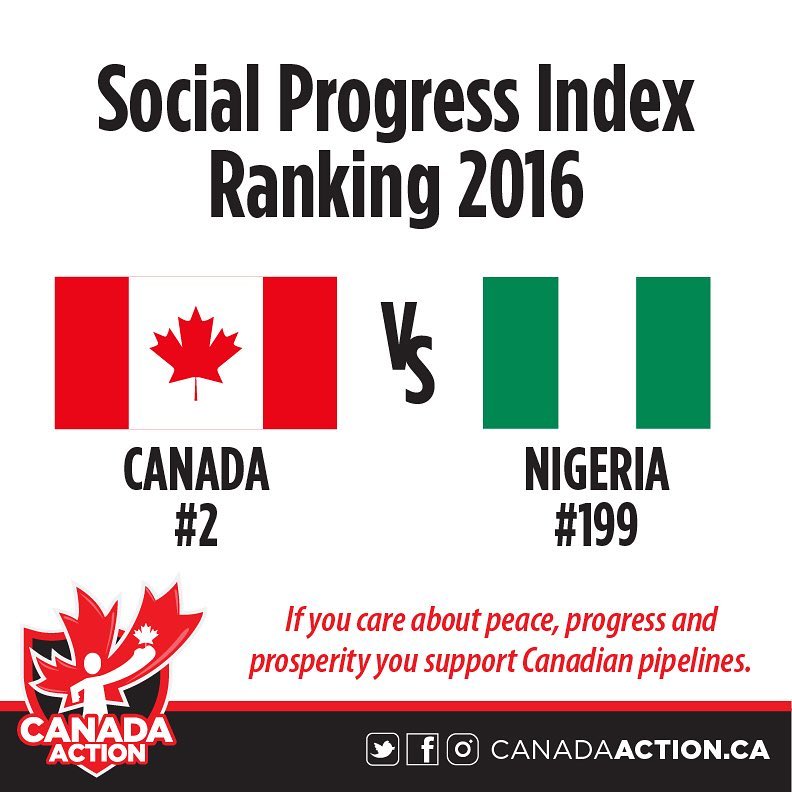 Social Progress Index
Ranking 2016
VS
CANADA
#2
NIGERIA
#199
If you care about peace, progress and
prosperity you support Canadian pipelines.
CANADA
ACTION
CANADAACTION.CA